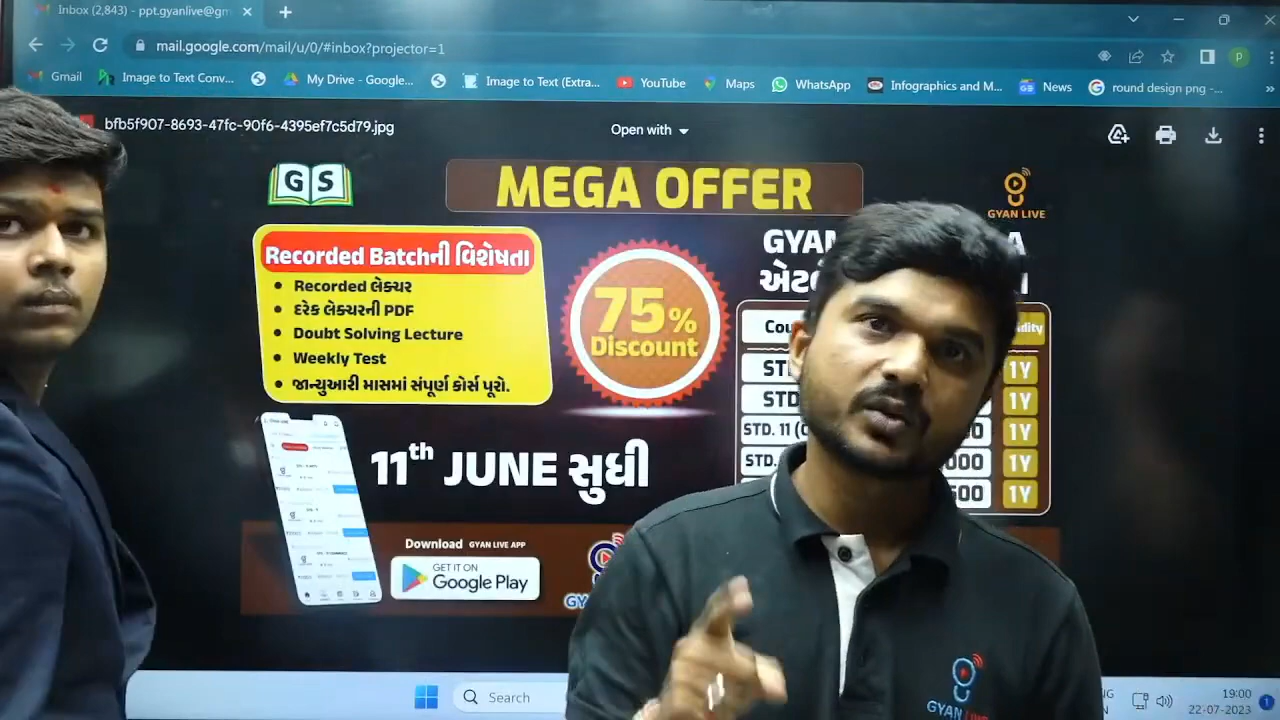 Inbox (2,843) - ppt.gyanlive@gm
mail.google.com/mail/u/0/#inbox?projector=1
Gmail
Image to Text Conv...
My Drive - Google...
Image to Text (Extra...
YouTube
Maps
WhatsApp
Infographics and M...
News
round design png -...
bfb5f907-8693-47fc-90f6-4395ef7c5d79.jpg
Open with
GS
MEGA OFFER
GYAN LIVE
Recorded Batchની વિશેષતા
Recorded લેક્ચર
દરેક લેક્ચરની PDF
Doubt Solving Lecture
Weekly Test
જાન્યુઆરી માસમાં સંપૂર્ણ કોર્સ પૂરો.
75%
Discount
1Y
1Y
STD. 11 (
1Y
STD.
1Y
1Y
11th JUNE સુધી
Download GYAN LIVE APP
GET IT ON
Google Play
GYAN LIVE
Search
19:00
22-07-2023